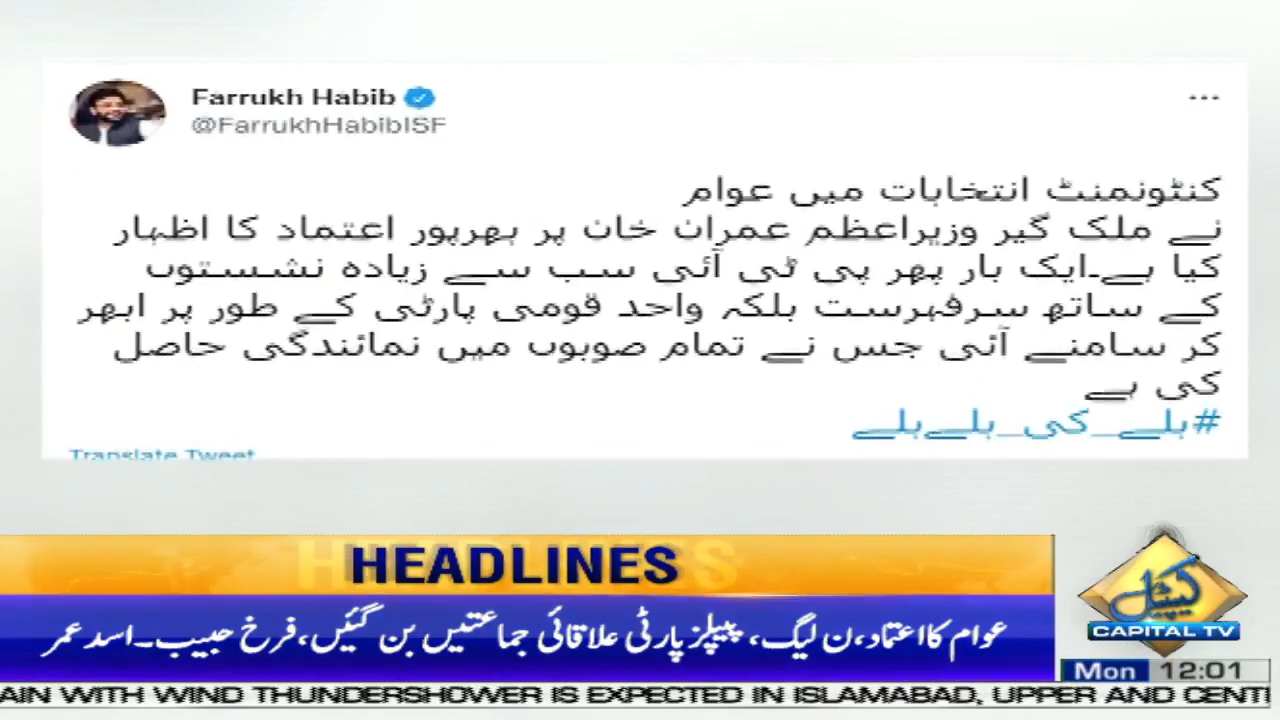 Farrukh Habib
@FarrukhHabibISF
کنٹونمنٹ انتخابات میں عوام
نے ملک گیر وزیراعظم عمران خان پر بھرپور اعتماد کا اظہار
کیا ہے۔ایک بار پھر پی ٹی آئی سب سے زیادہ نشستوں
کے ساتھ سرفہرست بلکہ واحد قومی پارٹی کے طور پر ابھر
کر سامنے آئی جس نے تمام صوبوں میں نمائندگی حاصل
کی ہے
#بلے_کی_بلےبلے
Translate Tweet
HEADLINES
عوام کا اعتماد، ن لیگ، پیپلز پارٹی علاقائی جماعتیں بن گئیں، فرخ حبیب۔اسد عمر
کیپیٹل
CAPITAL TV
Mon 12:01
AIN WITH WIND THUNDERSHOWER IS EXPECTED IN ISLAMABAD, UPPER AND CENT